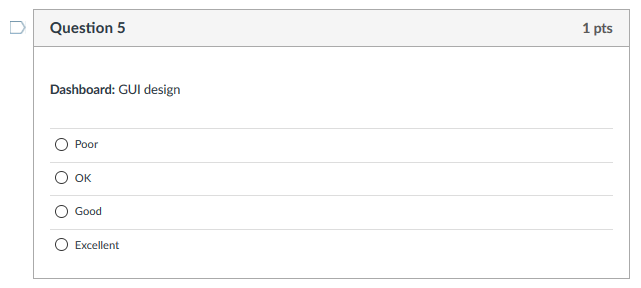 Question 5
1 pts
Dashboard: GUI design
Poor
OK
Good
Excellent